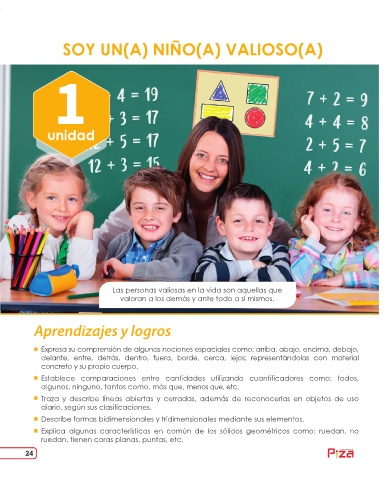 SOY UN(A) NIÑO(A) VALIOSO(A)
1
unidad
4 = 19
+ 3 = 17
+ 5 = 17
12 + 3 = 15
7 + 2 = 9
4 + 4 = 8
2 + 5 = 7
4 + 2 = 6
Las personas valiosas en la vida son aquellas que
valoran a los demás y ante todo a sí mismos.
Aprendizajes y logros
Expresa su comprensión de algunas nociones espaciales como: arriba, abajo, encima, debajo,
delante, entre, detrás, dentro, fuera, borde, cerca, lejos; representándolas con material
concreto y su propio cuerpo.
Establece comparaciones entre cantidades utilizando cuantificadores como: todos,
algunos, ninguno, tantos como, más que, menos que, etc.
Traza y describe líneas abiertas y cerradas, además de reconocerlas en objetos de uso
diario, según sus clasificaciones.
Describe formas bidimensionales y tridimensionales mediante sus elementos.
Explica algunas características en común de los sólidos geométricos como: ruedan, no
ruedan, tienen caras planas, puntas, etc.
24
Piza